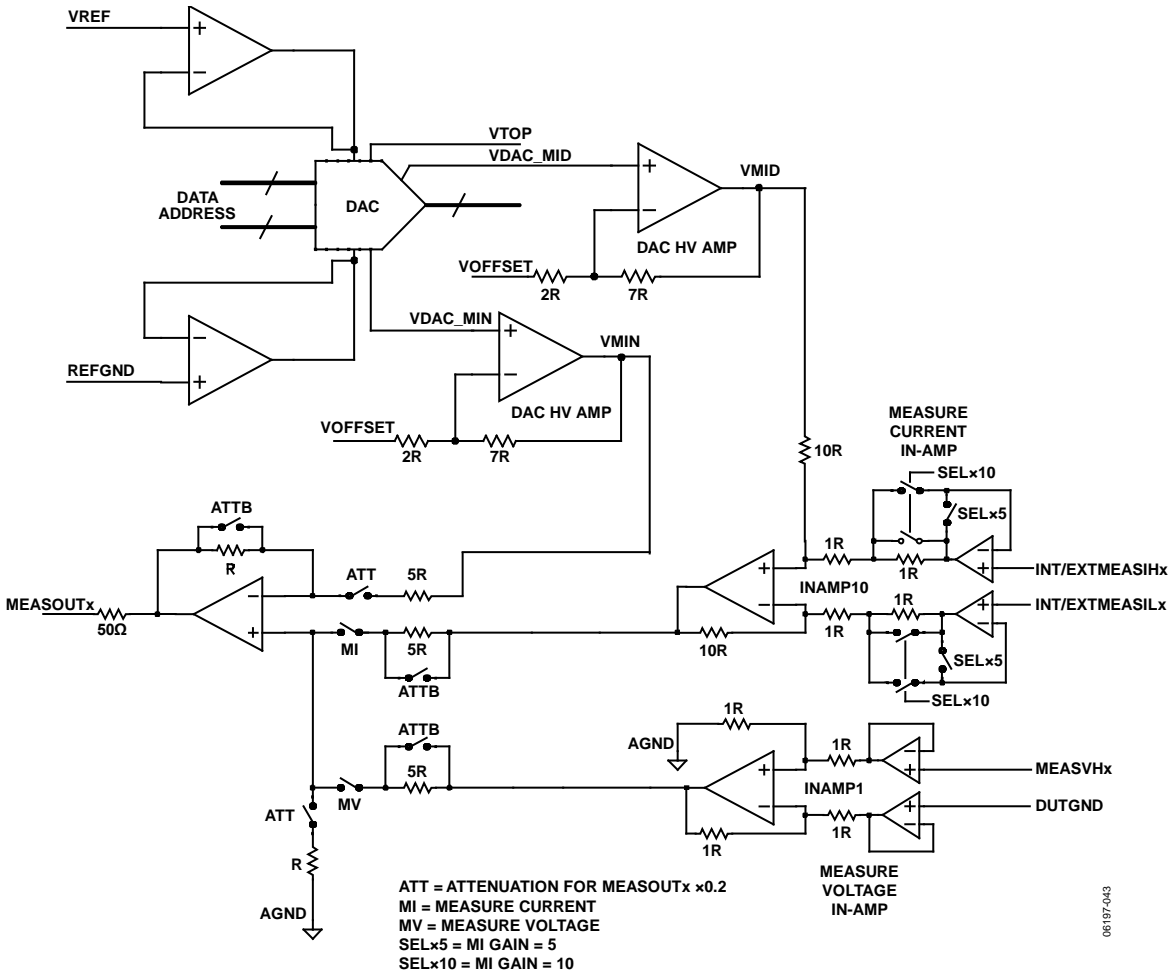 VREF
+
−
VTOP
VDAC_MID
DATA
ADDRESS
DAC
+
−
VMID
DAC HV AMP
VOFFSET
2R
7R
VDAC_MIN
−
+
REFGND
+
−
VMIN
DAC HV AMP
VOFFSET
2R
7R
10R
MEASURE
CURRENT
IN-AMP
SEL×10
SEL×5
ATTB
R
ATT
5R
−
+
MEASOUTx
50Ω
MI
5R
ATTB
+
−
INAMP10
10R
1R
1R
−
+
INT/EXTMEASIHx
1R
1R
+
−
INT/EXTMEASILx
SEL×5
SEL×10
ATTB
5R
MV
ATT
R
AGND
1R
AGND
+
−
INAMP1
1R
1R
−
+
MEASVHx
1R
+
−
DUTGND
MEASURE
VOLTAGE
IN-AMP
ATT = ATTENUATION FOR MEASOUTx ×0.2
MI = MEASURE CURRENT
MV = MEASURE VOLTAGE
SEL×5 = MI GAIN = 5
SEL×10 = MI GAIN = 10
06197-043